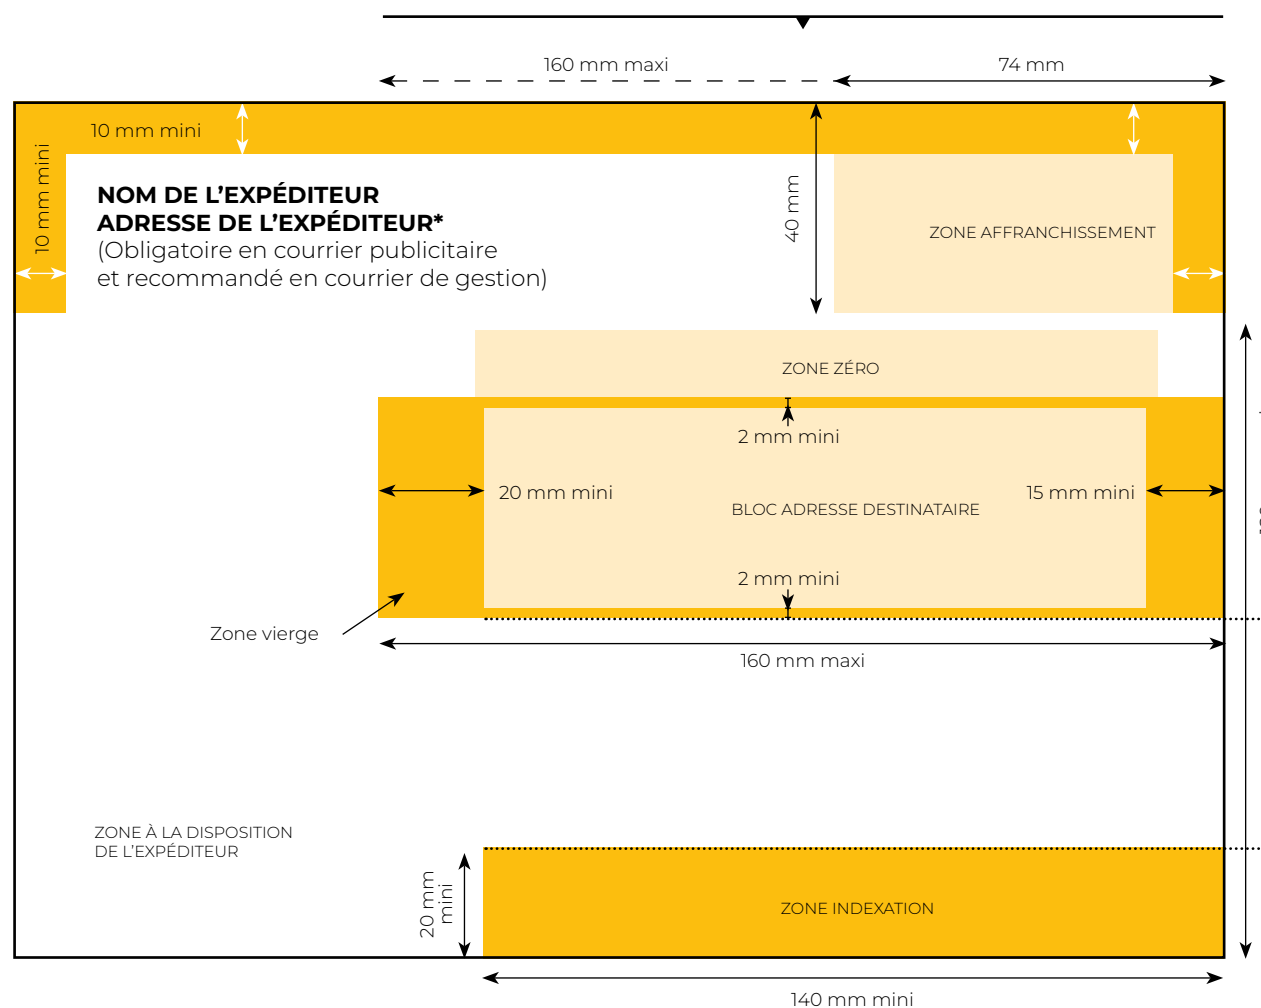 160 mm maxi
74 mm
10 mm mini
10 mm mini
NOM DE L'EXPÉDITEUR
ADRESSE DE L'EXPÉDITEUR*
(Obligatoire en courrier publicitaire
et recommandé en courrier de gestion)
40 mm
ZONE AFFRANCHISSEMENT
ZONE ZÉRO
2 mm mini
20 mm mini
15 mm mini
BLOC ADRESSE DESTINATAIRE
2 mm mini
Zone vierge
160 mm maxi
ZONE À LA DISPOSITION
DE L'EXPÉDITEUR
20 mm
mini
ZONE INDEXATION
140 mm mini